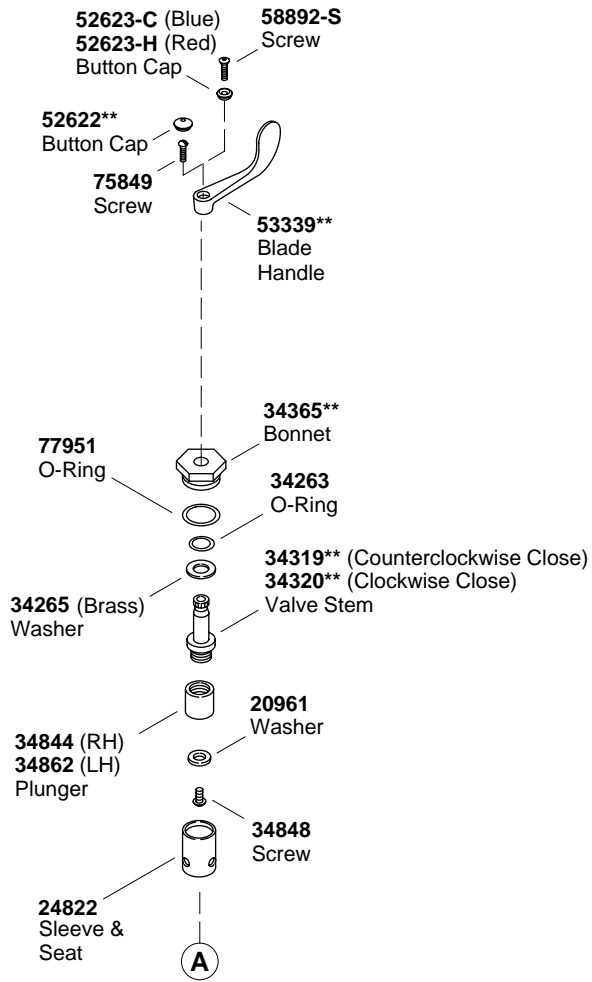 52623-C (Blue)
52623-H (Red)
Button Cap
58892-S
Screw
52622**
Button Cap
75849
Screw
53339**
Blade
Handle
34365**
Bonnet
77951
O-Ring
34263
O-Ring
34319** (Counterclockwise Close)
34320** (Clockwise Close)
Valve Stem
34265 (Brass)
Washer
20961
Washer
34844 (RH)
34862 (LH)
Plunger
34848
Screw
24822
Sleeve &
Seat
A